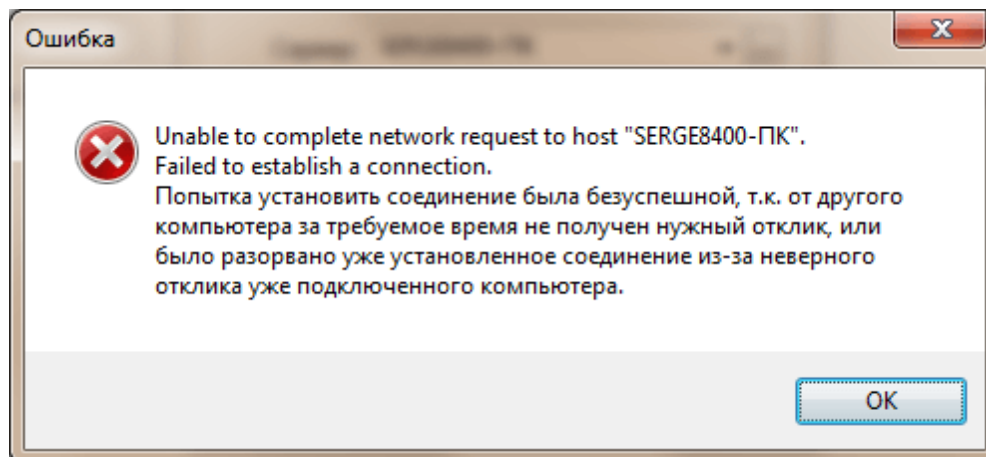 Ошибка
Unable to complete network request to host "SERGE8400-ПК".
Failed to establish a connection.
Попытка установить соединение была безуспешной, т.к. от другого
компьютера за требуемое время не получен нужный отклик, или
было разорвано уже установленное соединение из-за неверного
отклика уже подключенного компьютера.
OK